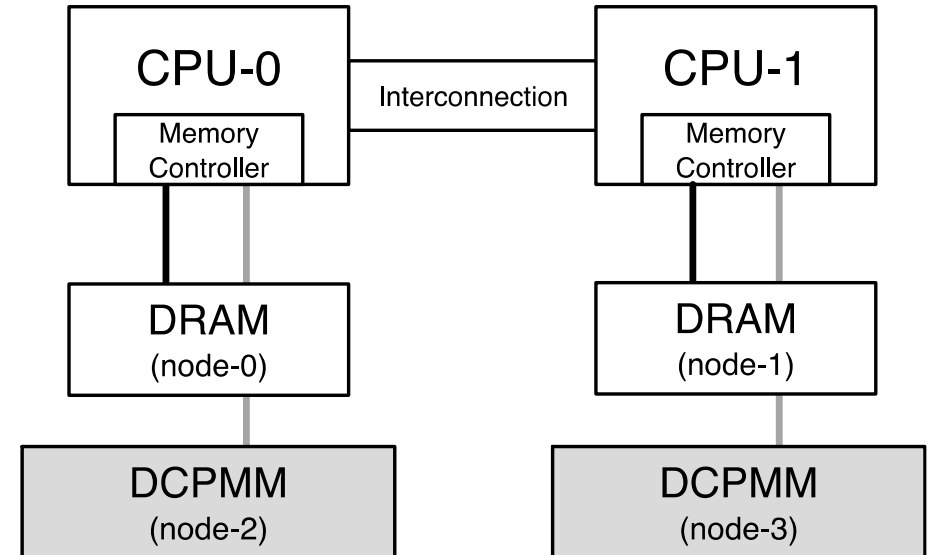 CPU-0
Memory
Controller
Interconnection
CPU-1
Memory
Controller
DRAM
(node-0)
DRAM
(node-1)
DCPMM
(node-2)
DCPMM
(node-3)